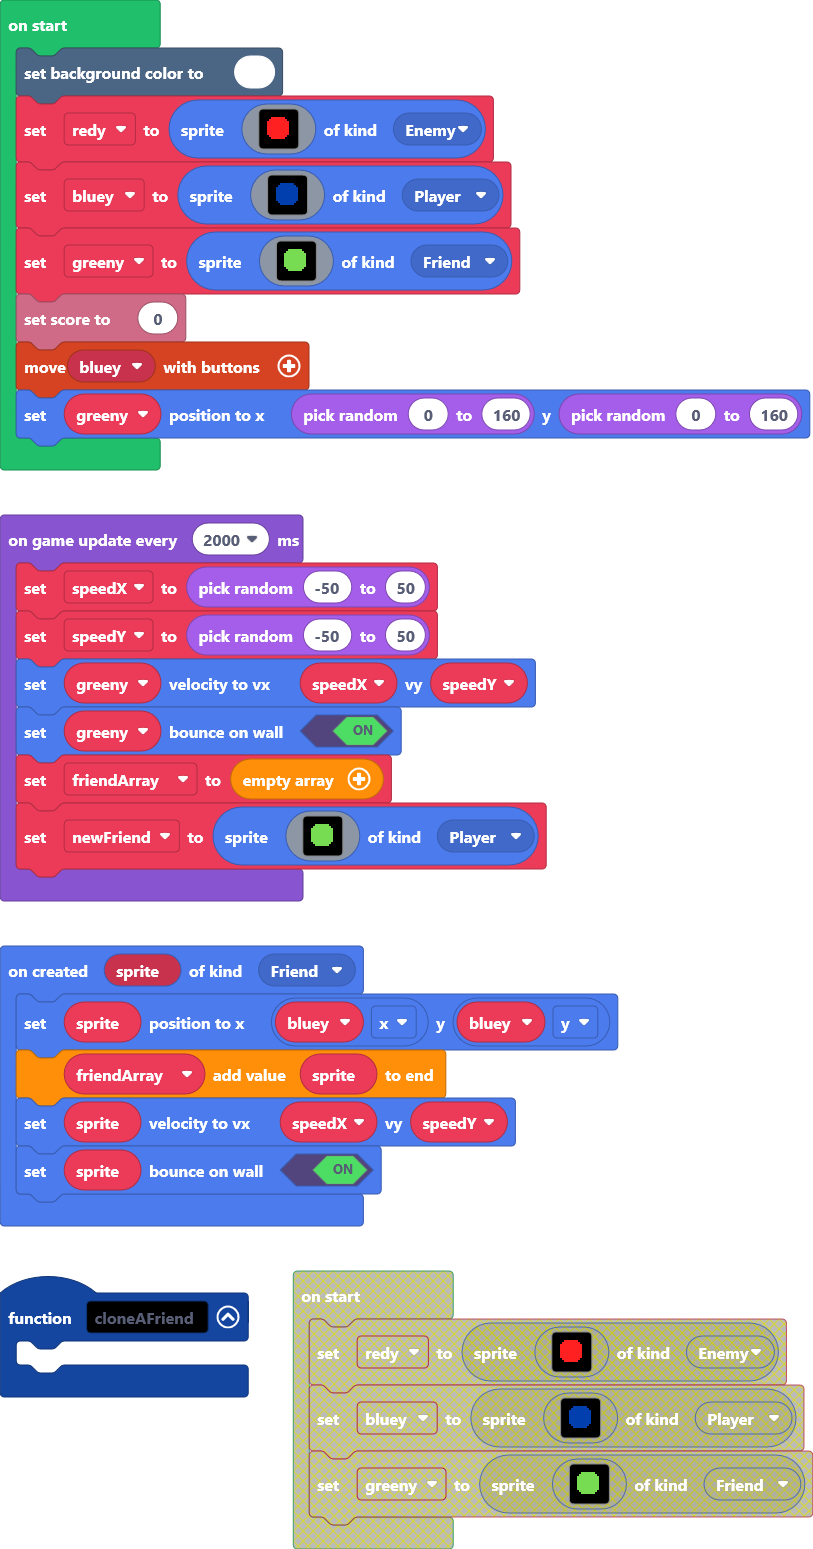 on start
set background color to
set redy to sprite of kind Enemy
set bluey to sprite of kind Player
set greeny to sprite of kind Friend
set score to 0
move bluey with buttons
set greeny position to x pick random 0 to 160 y pick random 0 to 160
on game update every 2000 ms
set speedX to pick random -50 to 50
set speedY to pick random -50 to 50
set greeny velocity to vx speedX vy speedY
set greeny bounce on wall ON
set friendArray to empty array
set newFriend to sprite of kind Player
on created sprite of kind Friend
set sprite position to x bluey x y bluey y
friendArray add value sprite to end
set sprite velocity to vx speedX vy speedY
set sprite bounce on wall ON
function cloneAFriend
on start
set redy to sprite of kind Enemy
set bluey to sprite of kind Player
set greeny to sprite of kind Friend